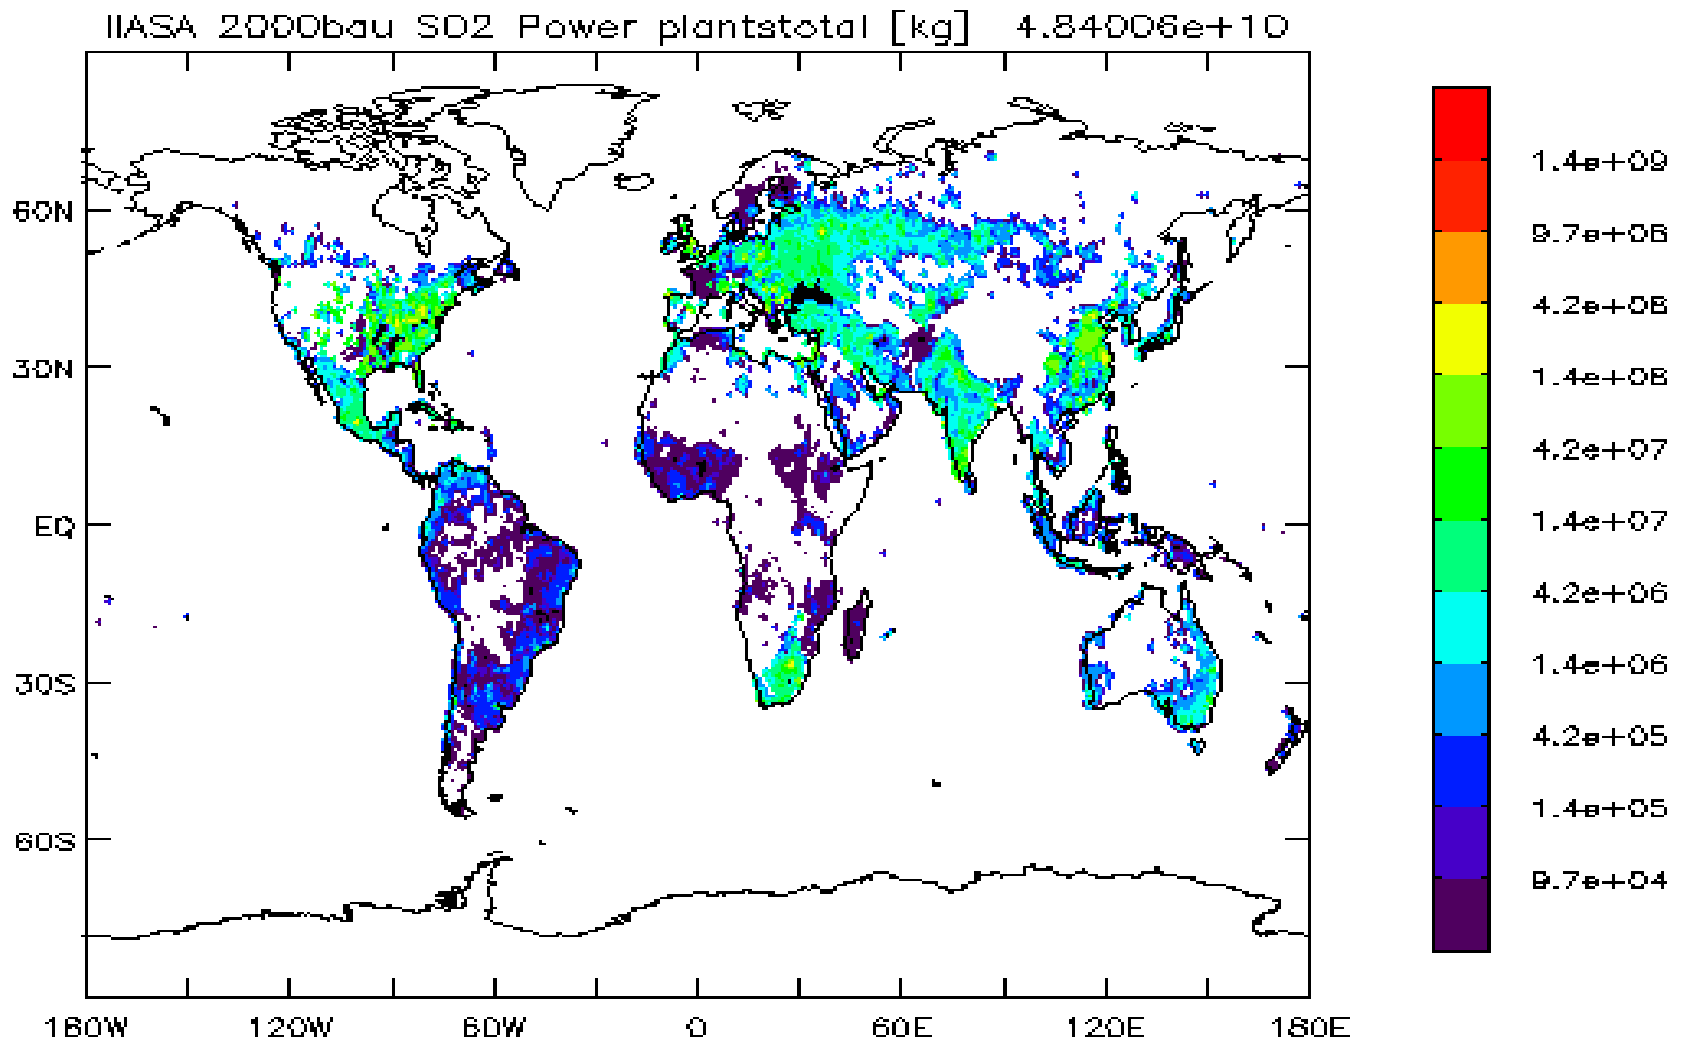 IIASA 2000bau SO2 Power plantstotal [kg] 4.84006e+10
60N
30N
EQ
30S
60S
180W 120W 60W 0 60E 120E 180E
1.4e+09
9.7e+08
4.2e+08
1.4e+08
4.2e+07
1.4e+07
4.2e+06
1.4e+06
4.2e+05
1.4e+05
9.7e+04